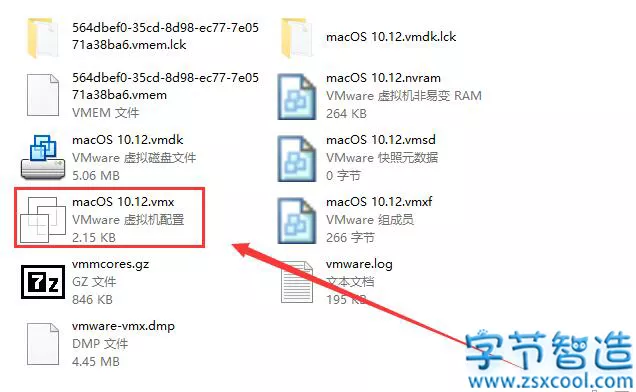 564dbef0-35cd-8d98-ec77-7e05
71a38ba6.vmem.lck
macOS 10.12.vmdk.lck
564dbef0-35cd-8d98-ec77-7e05
71a38ba6.vmem
VMEM 文件
macOS 10.12.nvram
VMware 虚拟机非易变 RAM
264 KB
macOS 10.12.vmdk
VMware 虚拟磁盘文件
5.06 MB
macOS 10.12.vmsd
VMware 快照元数据
0 字节
macOS 10.12.vmx
VMware 虚拟机配置
2.15 KB
macOS 10.12.vmxf
VMware 组成员
266 字节
7z
vmmcores.gz
GZ 文件
846 KB
vmware.log
文本文档
195 KB
vmware-vmx.dmp
DMP 文件
4.45 MB
字节智造
www.zsxcool.com